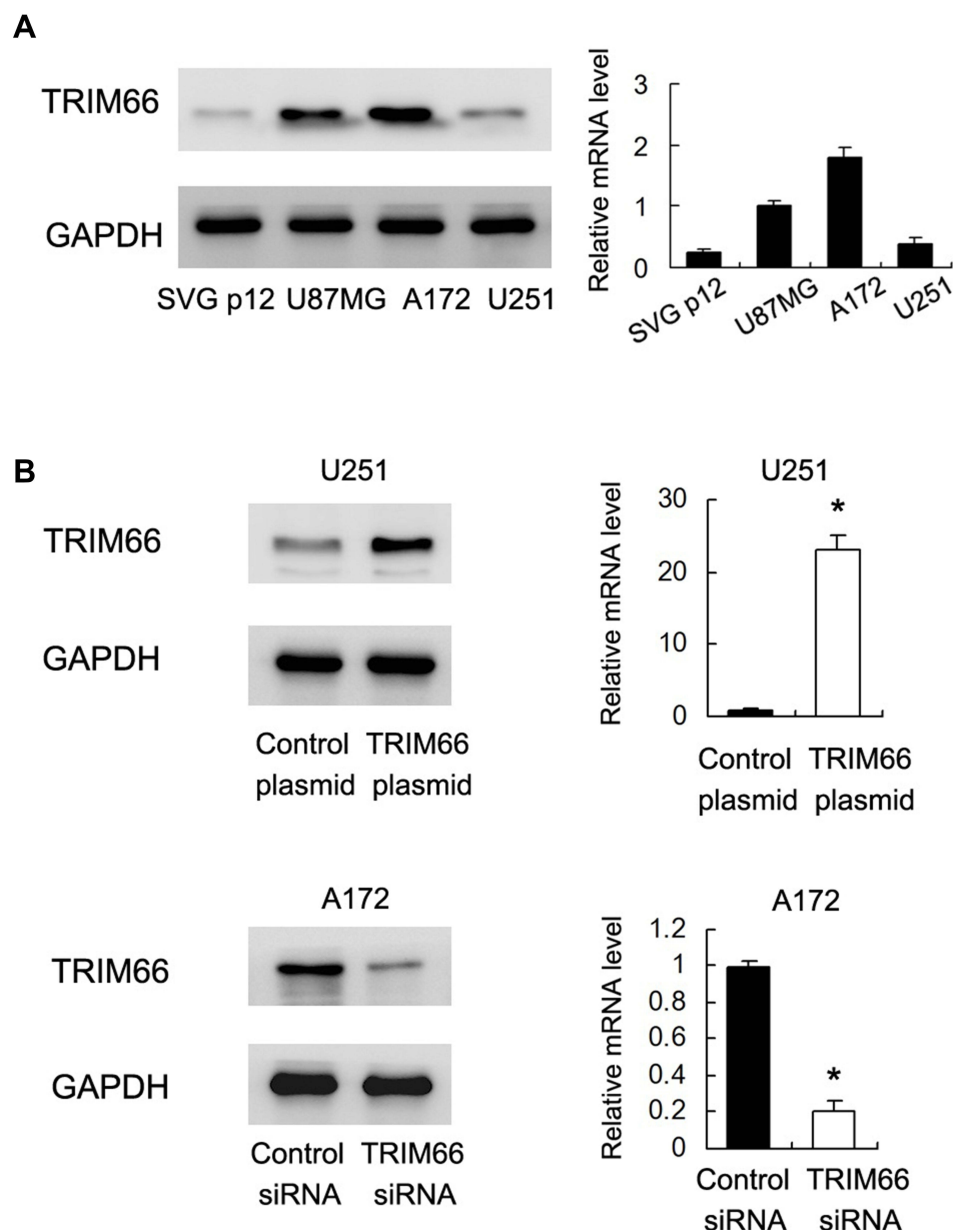 A
TRIM66
GAPDH
SVG p12 U87MG A172 U251
Relative mRNA level
3
2
1
0
SVG p12
U87MG
A172
U251
B
U251
TRIM66
GAPDH
Control TRIM66
plasmid plasmid
U251
Relative mRNA level
30
20
10
0
*
Control TRIM66
plasmid plasmid
A172
TRIM66
GAPDH
Control TRIM66
siRNA siRNA
A172
Relative mRNA level
1.2
1
0.8
0.6
0.4
0.2
0
*
Control TRIM66
siRNA siRNA